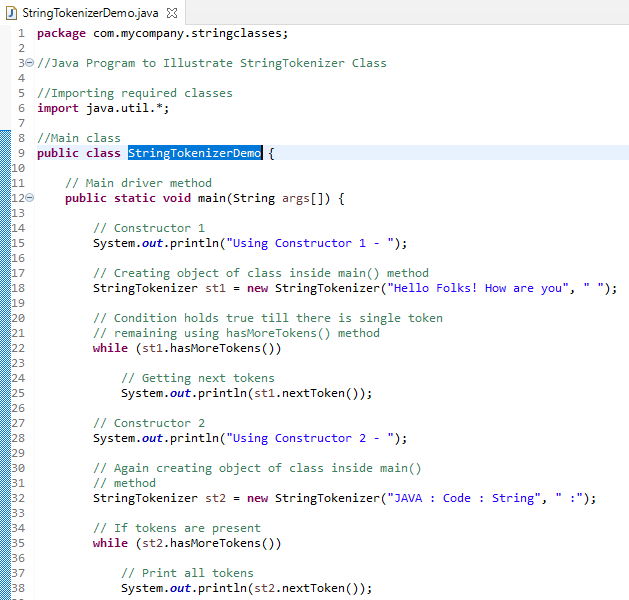 StringTokenizerDemo.java
1 package com.mycompany.stringclasses;
2
3 //Java Program to Illustrate StringTokenizer Class
4
5 //Importing required classes
6 import java.util.*;
7
8 //Main class
9 public class StringTokenizerDemo {
10
11     // Main driver method
12     public static void main(String args[]) {
13
14         // Constructor 1
15         System.out.println("Using Constructor 1 - ");
16
17         // Creating object of class inside main() method
18         StringTokenizer st1 = new StringTokenizer("Hello Folks! How are you", " ");
19
20         // Condition holds true till there is single token
21         // remaining using hasMoreTokens() method
22         while (st1.hasMoreTokens())
23
24             // Getting next tokens
25             System.out.println(st1.nextToken());
26
27         // Constructor 2
28         System.out.println("Using Constructor 2 - ");
29
30         // Again creating object of class inside main()
31         // method
32         StringTokenizer st2 = new StringTokenizer("JAVA : Code : String", " :");
33
34         // If tokens are present
35         while (st2.hasMoreTokens())
36
37             // Print all tokens
38             System.out.println(st2.nextToken());